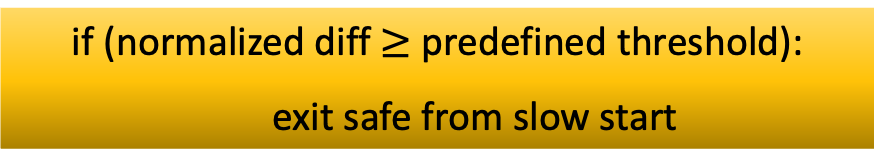 if (normalized diff ≥ predefined threshold):
exit safe from slow start